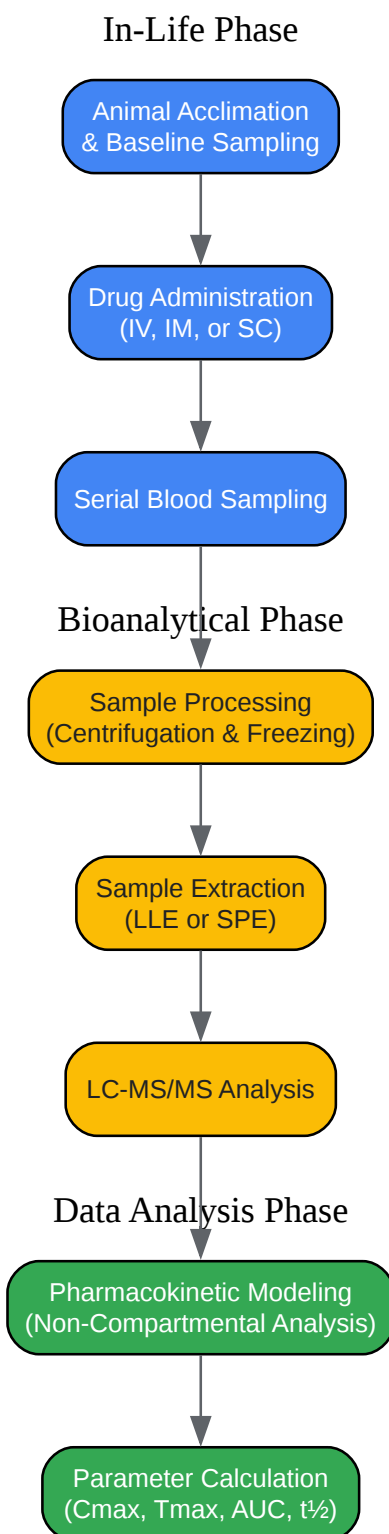 In-Life Phase
Animal Acclimation
& Baseline Sampling
Drug Administration
(IV, IM, or SC)
Serial Blood Sampling
Bioanalytical Phase
Sample Processing
(Centrifugation & Freezing)
Sample Extraction
(LLE or SPE)
LC-MS/MS Analysis
Data Analysis Phase
Pharmacokinetic Modeling
(Non-Compartmental Analysis)
Parameter Calculation
(Cmax, Tmax, AUC, t½)